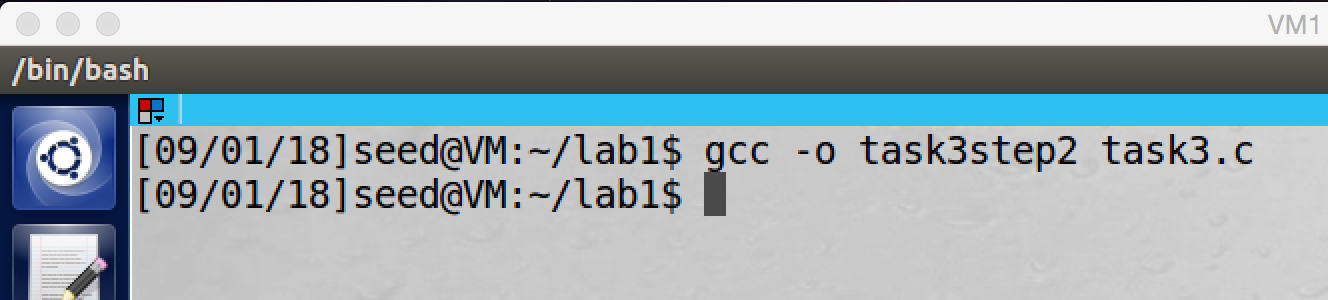 VM1
/bin/bash
[09/01/18]seed@VM:~/lab1$ gcc -o task3step2 task3.c
[09/01/18]seed@VM:~/lab1$